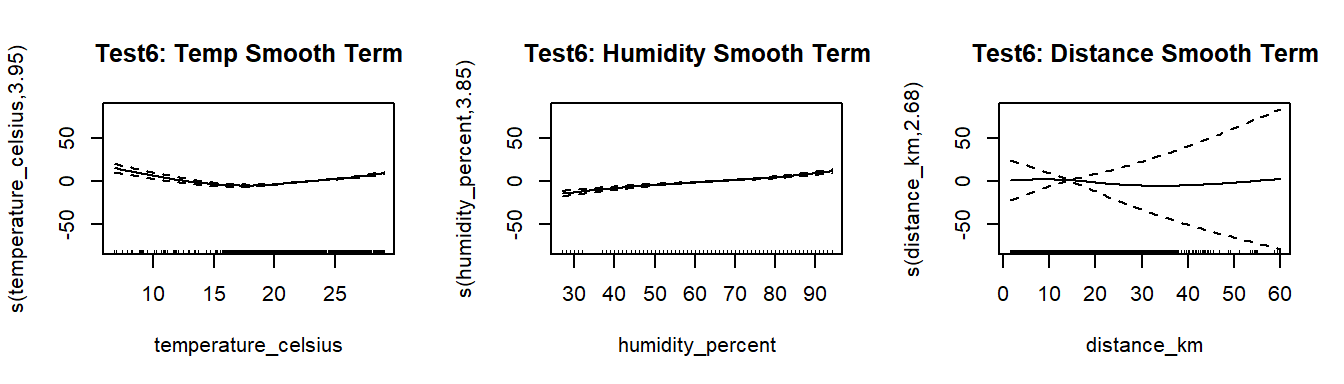 Test6: Temp Smooth Term
s(temperature_celsius,3.95)
50
0
-50
10 15 20 25
temperature_celsius
Test6: Humidity Smooth Term
s(humidity_percent,3.85)
50
0
-50
30 40 50 60 70 80 90
humidity_percent
Test6: Distance Smooth Term
s(distance_km,2.68)
50
0
-50
0 10 20 30 40 50 60
distance_km